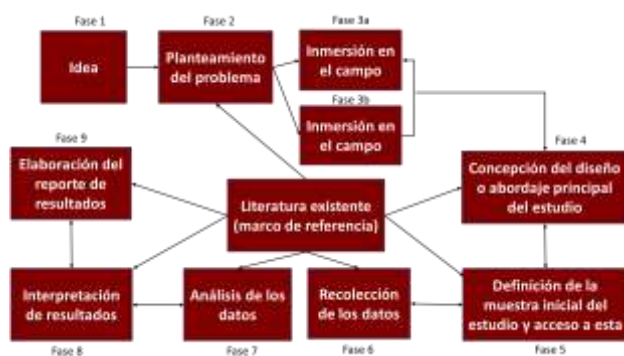 Fase 1
Fase 2
Fase 3a
Idea
Planteamiento
del problema
Inmersión en
el campo
Fase 3b
Inmersión en
el campo
Fase 9
Fase 4
Elaboración del
reporte de
resultados
Literatura existente
(marco de referencia)
Concepción del diseño
o abordaje principal
del estudio
Interpretación
de resultados
Análisis de los
datos
Recolección
de los datos
Definición de la
muestra inicial del
estudio y acceso a esta
Fase 8
Fase 7
Fase 6
Fase 5